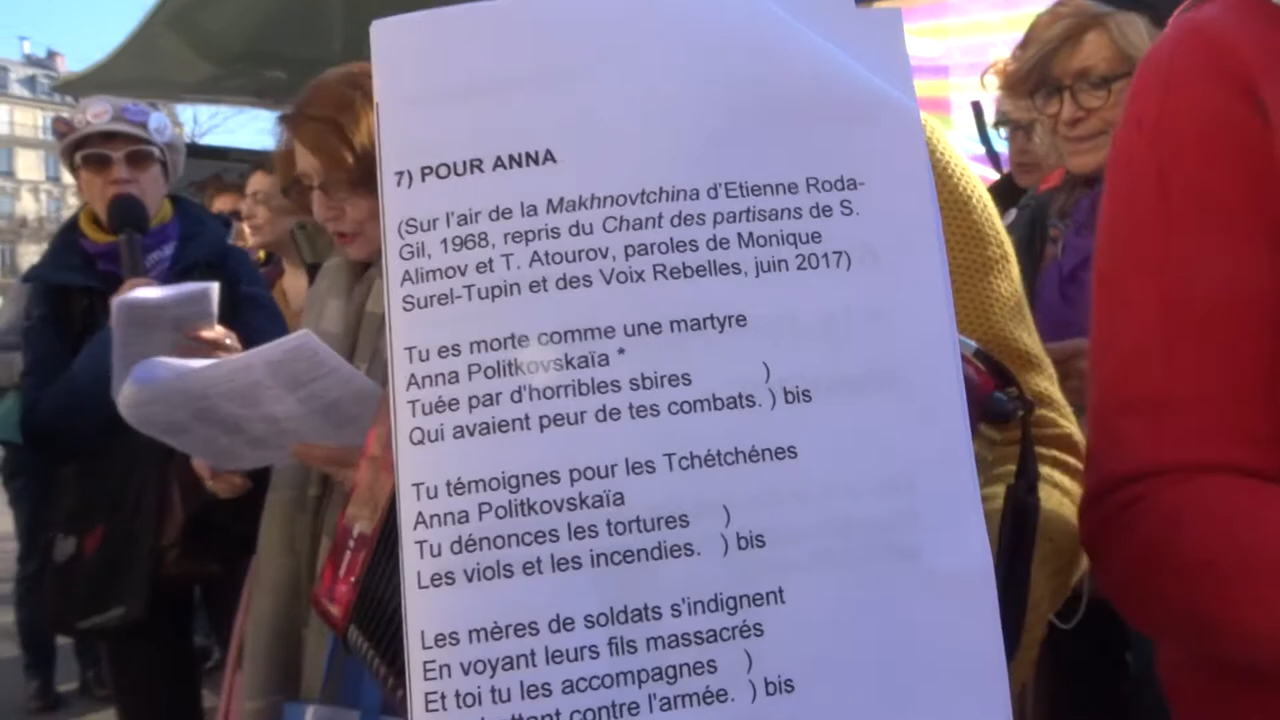 7) POUR ANNA
(Sur l'air de la Makhnovtchina d'Etienne Roda-
Gil, 1968, repris du Chant des partisans de S.
Alimov et T. Atourov, paroles de Monique
Surel-Tupin et des Voix Rebelles, juin 2017)
Tu es morte comme une martyre
Anna Politkovskaïa *
Tuée par d'horribles sbires )
Qui avaient peur de tes combats. ) bis
Tu témoignes pour les Tchétchénes
Anna Politkovskaïa
Tu dénonces les tortures )
Les viols et les incendies. ) bis
Les mères de soldats s'indignent
En voyant leurs fils massacrés
Et toi tu les accompagnes )
contre l'armée. ) bis